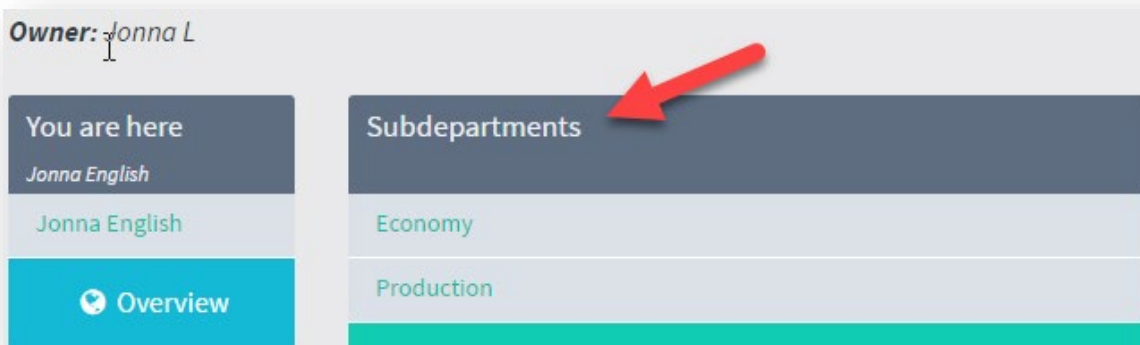 Owner: Jonna L
You are here
Jonna English
Jonna English
Overview
Subdepartments
Economy
Production